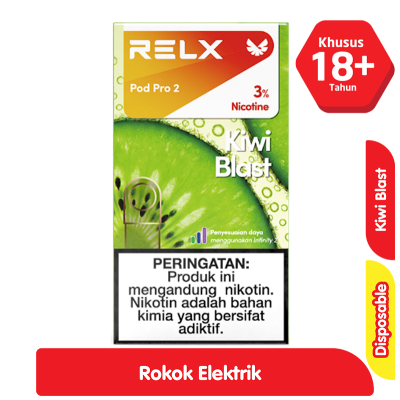 RELX
Pod Pro 2
3%
Nicotine
Kiwi
Blast
Penyesuaian daya
menggunakan Infinity 2
PERINGATAN:
Produk ini
mengandung nikotin.
Nikotin adalah bahan
kimia yang bersifat
adiktif.
Khusus
18+
Tahun
Kiwi Blast
Disposable
Rokok Elektrik